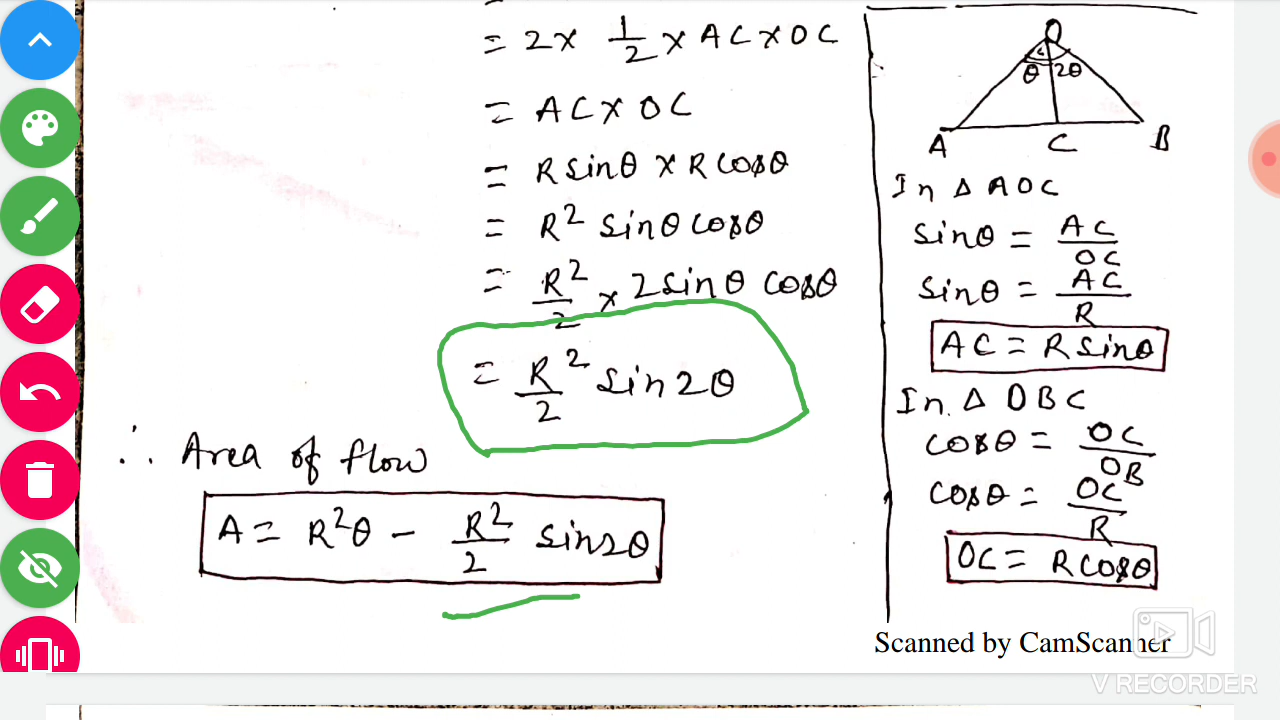 = 2 × 1/2 × AC × OC
= AC × OC
= R sinθ × R cosθ
= R² sinθ cosθ
= R²/2 × 2 sinθ cosθ
= R²/2 sin2θ
∴ Area of flow
A = R²θ - R²/2 sin2θ
O
θ 2θ
A C B
In Δ AOC
sinθ = AC/OC
sinθ = AC/R
AC = R sinθ
In Δ OBC
cosθ = OC/OB
cosθ = OC/R
OC = R cosθ
Scanned by CamScanner
V RECORDER